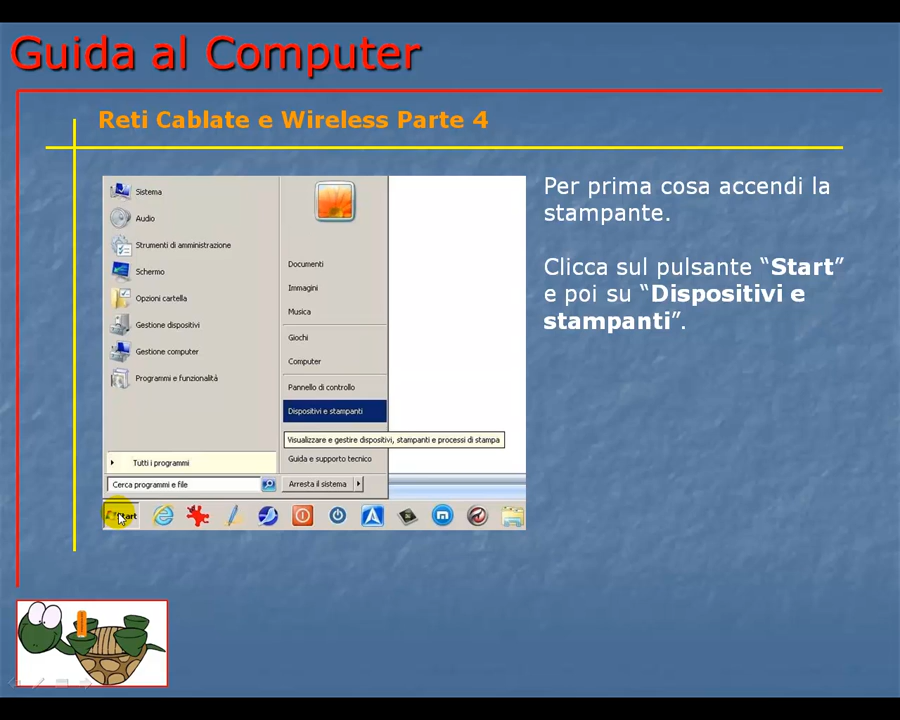 Guida al Computer
Reti Cablate e Wireless Parte 4
Per prima cosa accendi la
stampante.
Clicca sul pulsante “Start”
e poi su “Dispositivi e
stampanti”.
Sistema
Audio
Strumenti di amministrazione
Schermo
Opzioni cartella
Gestione dispositivi
Gestione computer
Programmi e funzionalità
Tutti i programmi
Cerca programmi e file
Documenti
Immagini
Musica
Giochi
Computer
Pannello di controllo
Dispositivi e stampanti
Visualizzare e gestire dispositivi, stampanti e processi di stampa
Guida e supporto tecnico
Arresta il sistema